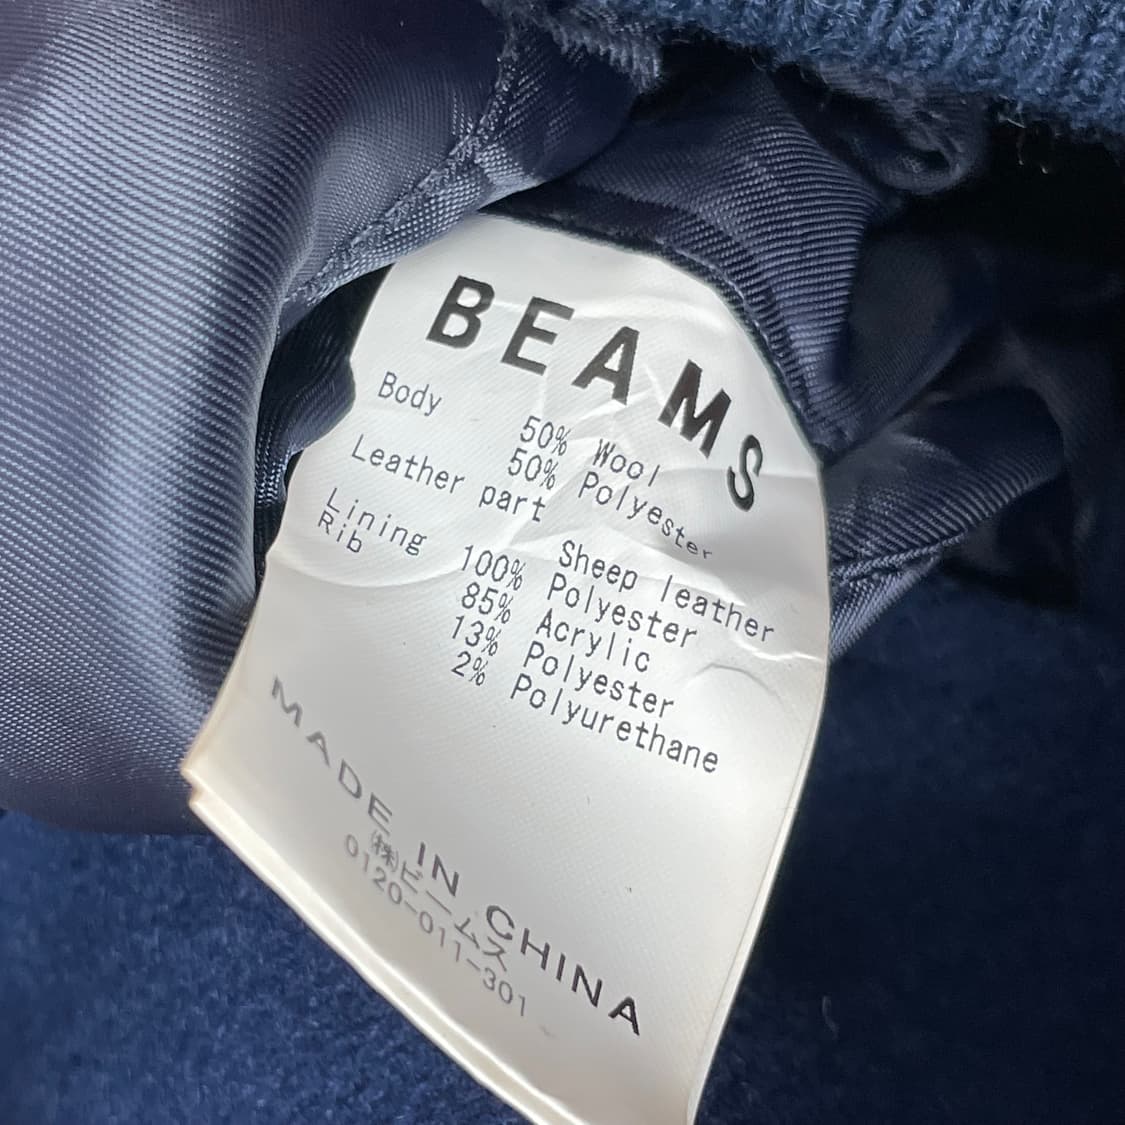 BEAMS
Body
50% Wool
50% Polyester
Leather part
Sheep leather
Lining 100% Polyester
Rib 85% Acrylic
13% Polyester
2% Polyurethane
MADE IN CHINA
㈱ビームス
0120-011-301